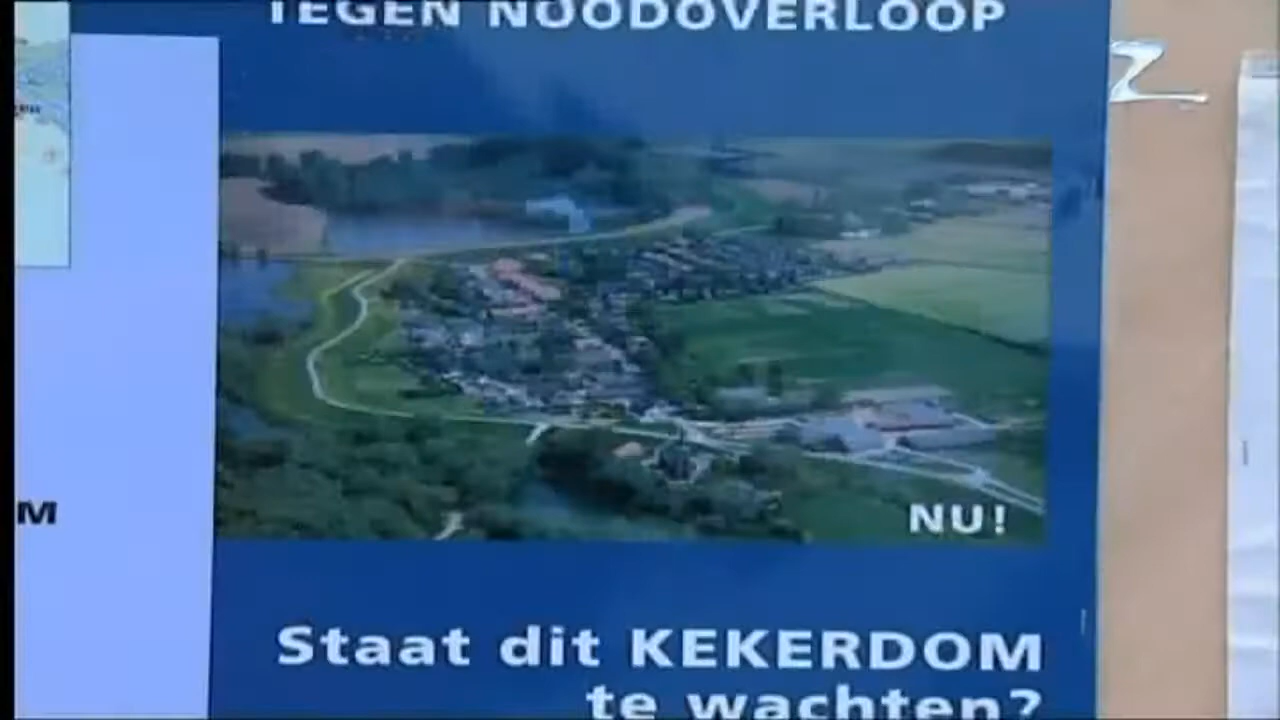 TEGEN NOODOVERLOOP
NU!
M
Staat dit KEKERDOM
te wachten?